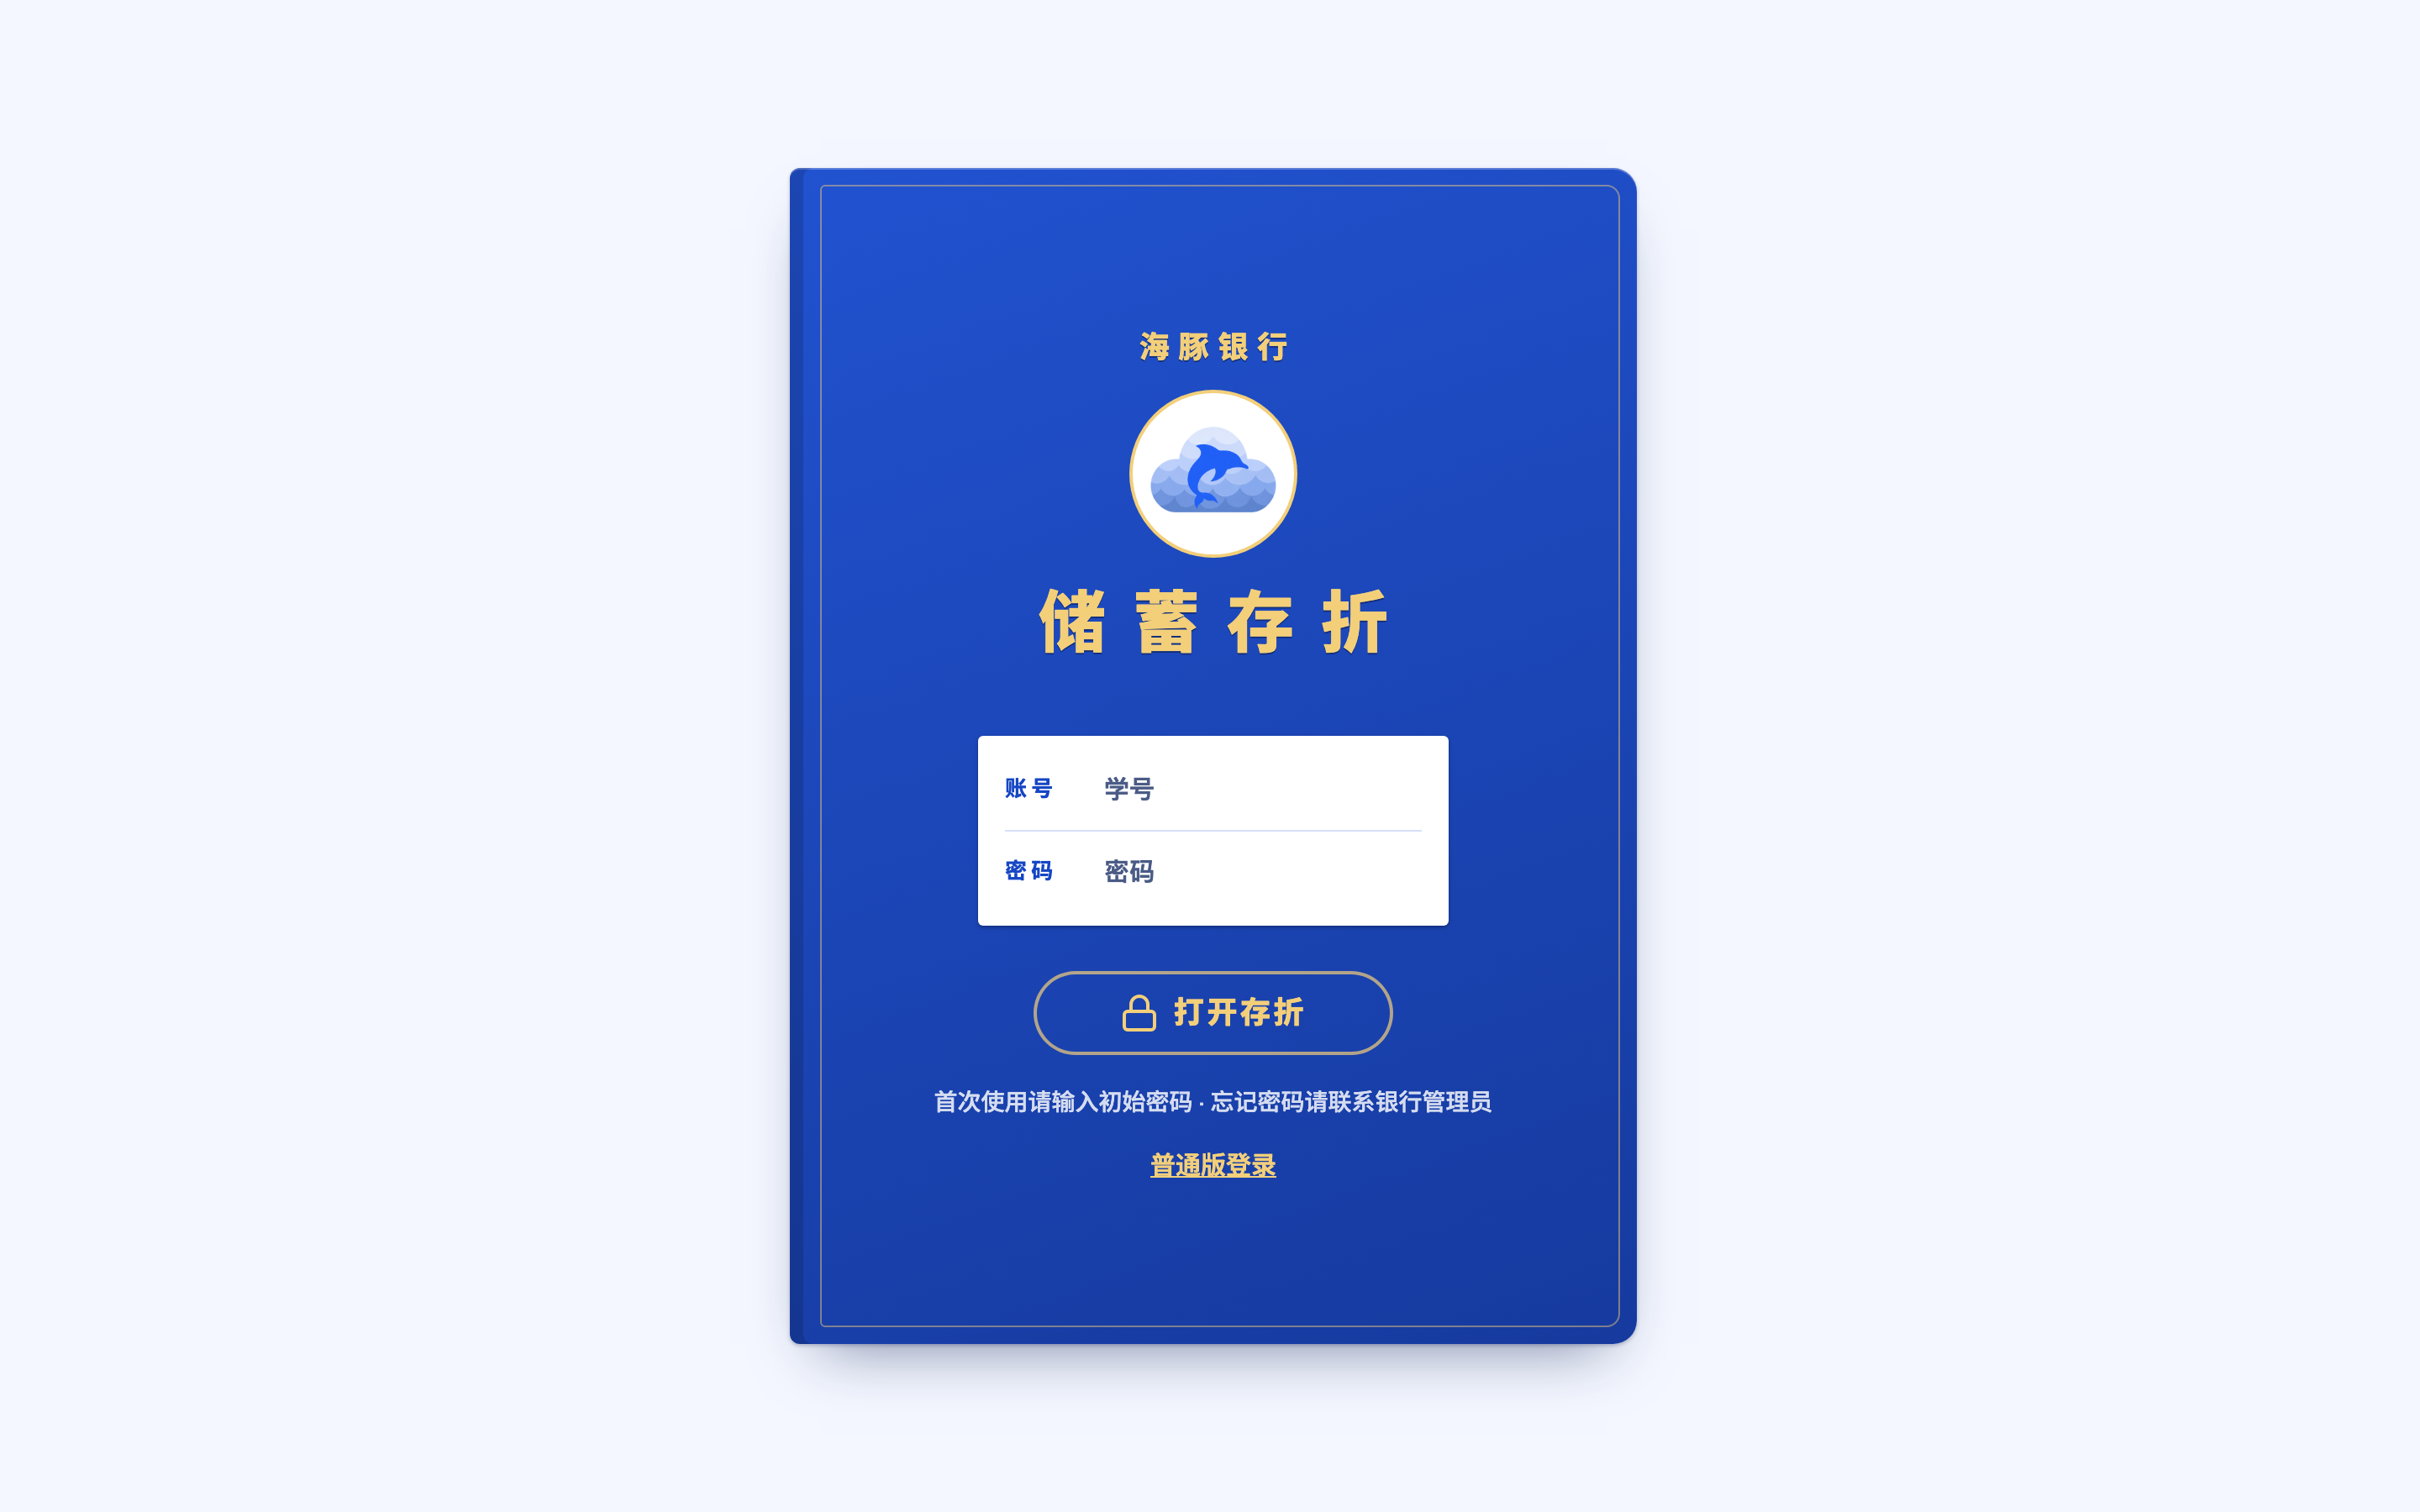 海豚银行
储蓄存折
账号 学号
密码 密码
打开存折
首次使用请输入初始密码 · 忘记密码请联系银行管理员
普通版登录